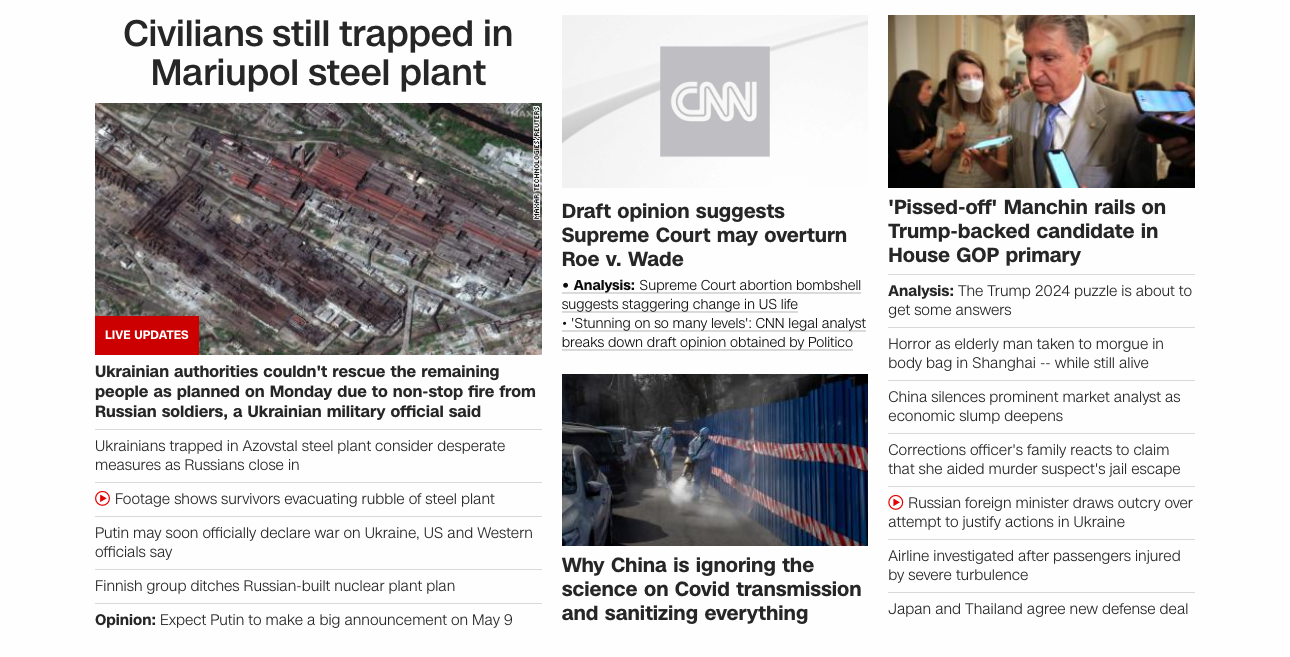 Civilians still trapped in
Mariupol steel plant
MAXAR
MAXAR TECHNOLOGIES/REUTERS
LIVE UPDATES
Ukrainian authorities couldn't rescue the remaining
people as planned on Monday due to non-stop fire from
Russian soldiers, a Ukrainian military official said
Ukrainians trapped in Azovstal steel plant consider desperate
measures as Russians close in
Footage shows survivors evacuating rubble of steel plant
Putin may soon officially declare war on Ukraine, US and Western
officials say
Finnish group ditches Russian-built nuclear plant plan
Opinion: Expect Putin to make a big announcement on May 9
CNN
Draft opinion suggests
Supreme Court may overturn
Roe v. Wade
• Analysis: Supreme Court abortion bombshell
suggests staggering change in US life
• 'Stunning on so many levels': CNN legal analyst
breaks down draft opinion obtained by Politico
Why China is ignoring the
science on Covid transmission
and sanitizing everything
'Pissed-off' Manchin rails on
Trump-backed candidate in
House GOP primary
Analysis: The Trump 2024 puzzle is about to
get some answers
Horror as elderly man taken to morgue in
body bag in Shanghai -- while still alive
China silences prominent market analyst as
economic slump deepens
Corrections officer's family reacts to claim
that she aided murder suspect's jail escape
Russian foreign minister draws outcry over
attempt to justify actions in Ukraine
Airline investigated after passengers injured
by severe turbulence
Japan and Thailand agree new defense deal